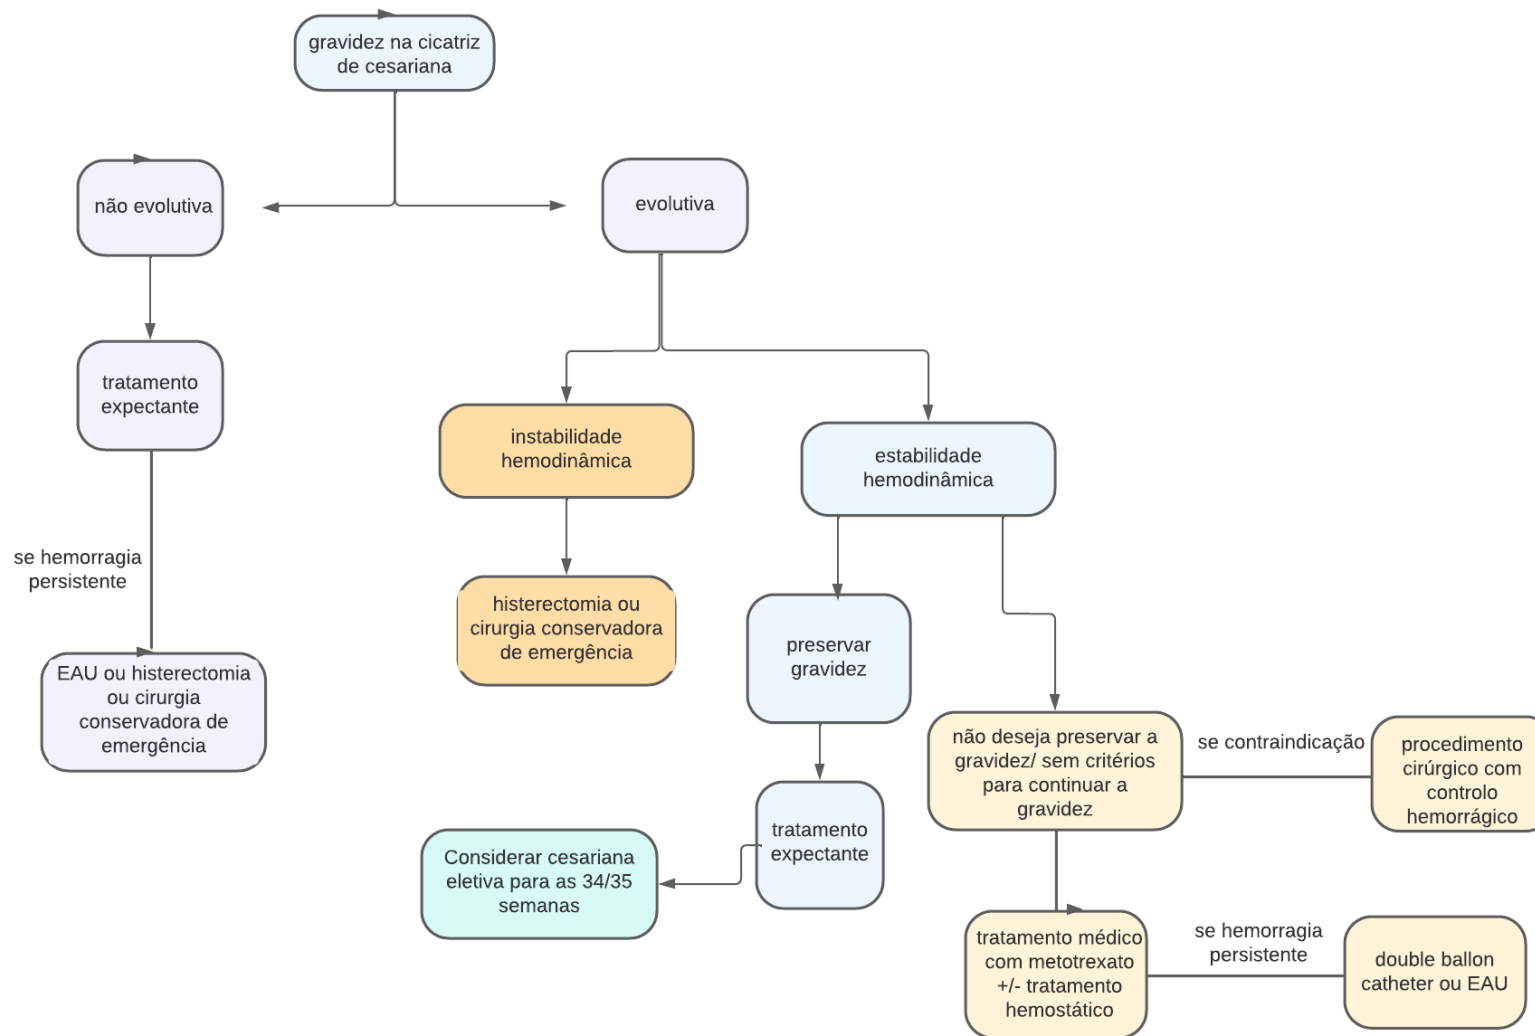 gravidez na cicatriz
de cesariana
não evolutiva
evolutiva
tratamento
expectante
instabilidade
hemodinâmica
estabilidade
hemodinâmica
se hemorragia
persistente
histerectomia ou
cirurgia conservadora
de emergência
preservar
gravidez
EAU ou histerectomia
ou cirurgia
conservadora de
emergência
não deseja preservar a
gravidez/ sem critérios
para continuar a
gravidez
se contraindicação
procedimento
cirúrgico com
controlo
hemorrágico
tratamento
expectante
Considerar cesariana
eletiva para as 34/35
semanas
tratamento médico
com metotrexato
+/- tratamento
hemostático
se hemorragia
persistente
double ballon
catheter ou EAU